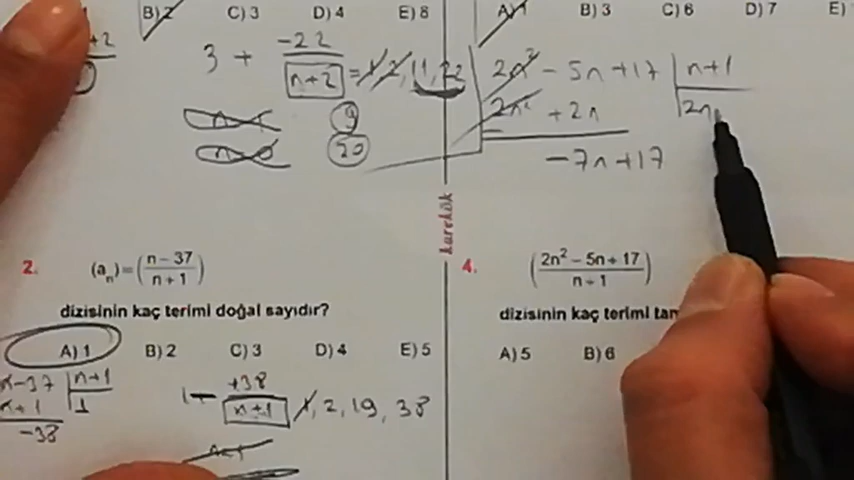 +2
B) 2 C) 3 D) 4 E) 8
3 + -22
n+2 = 1, 2, 11, 22
n=-1 9
n=0 20
A) 1 B) 3 C) 6 D) 7 E)
2n² - 5n + 17 n+1
2n² + 2n 2n
-7n + 17
karekök
2. (aₙ) = (n - 37 / n + 1)
dizisinin kaç terimi doğal sayıdır?
A) 1 B) 2 C) 3 D) 4 E) 5
n-37 n+1
n+1 1
-38
1 - +38
n+1 1, 2, 19, 38
n=1
4. (2n² - 5n + 17 / n + 1)
dizisinin kaç terimi
A) 5 B) 6